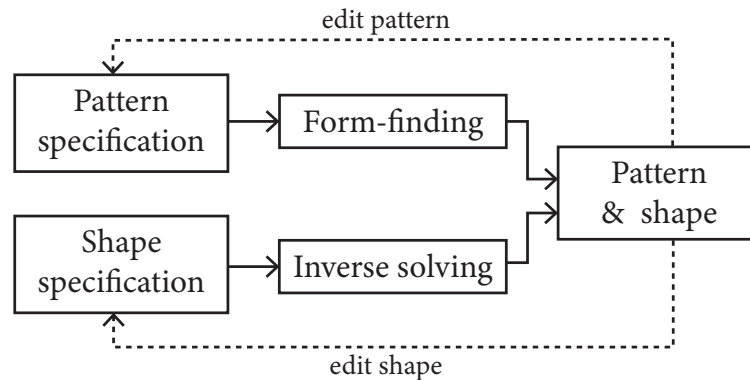 edit pattern
Pattern
specification
Form-finding
Pattern
& shape
Shape
specification
Inverse solving
edit shape